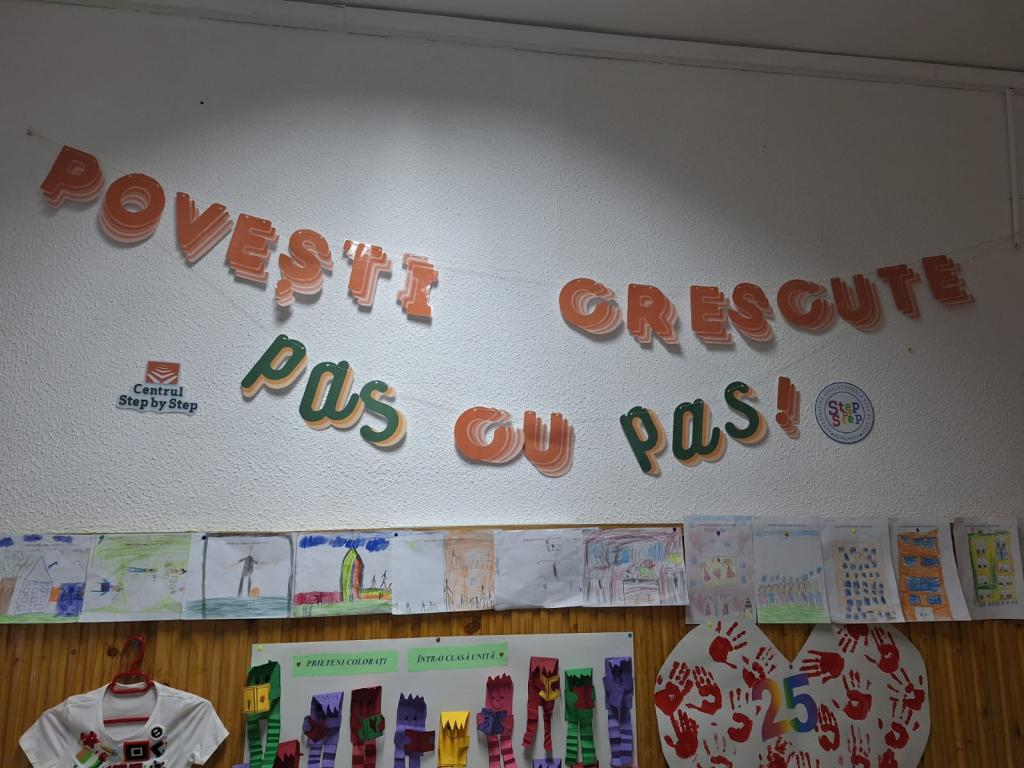 POVEȘTI CRESCUTE
pas CU pas!
Centrul
Step by Step
Step
by
Step
PRIETENI COLORAȚI
ÎNTR-O CLASĂ UNITĂ
25